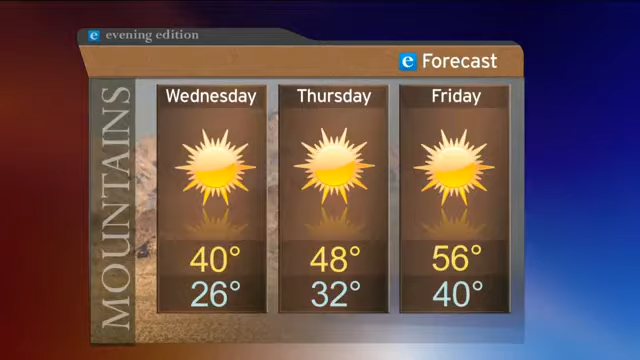 e evening edition
e Forecast
MOUNTAINS
Wednesday Thursday Friday
40° 48° 56°
26° 32° 40°